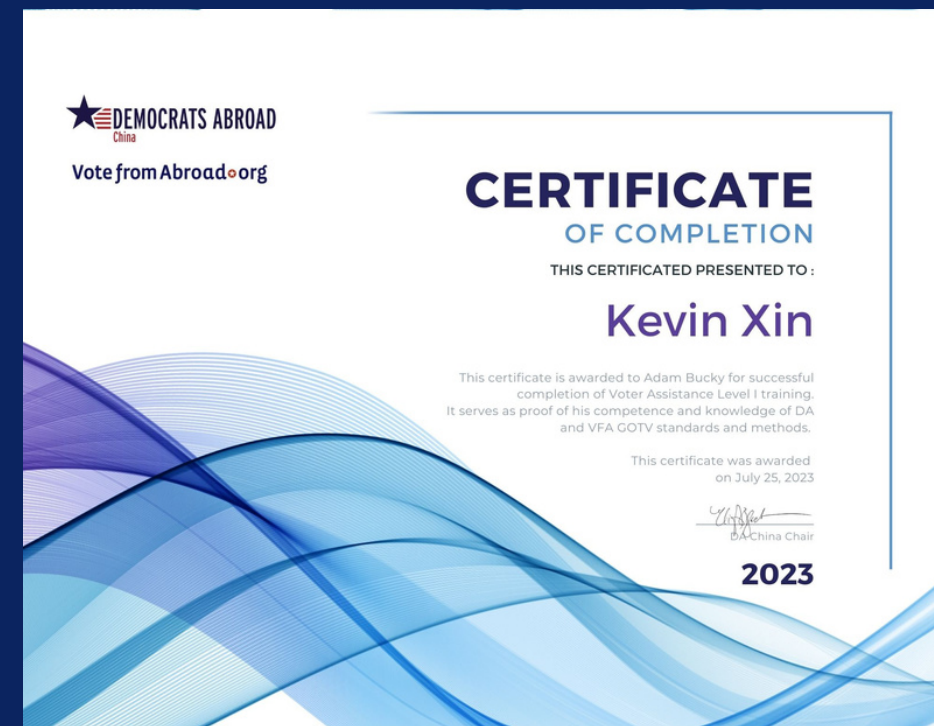 DEMOCRATS ABROAD
China
Vote from Abroad.org
CERTIFICATE
OF COMPLETION
THIS CERTIFICATED PRESENTED TO :
Kevin Xin
This certificate is awarded to Adam Bucky for successful
completion of Voter Assistance Level I training.
It serves as proof of his competence and knowledge of DA
and VFA GOTV standards and methods.
This certificate was awarded
on July 25, 2023
DA China Chair
2023